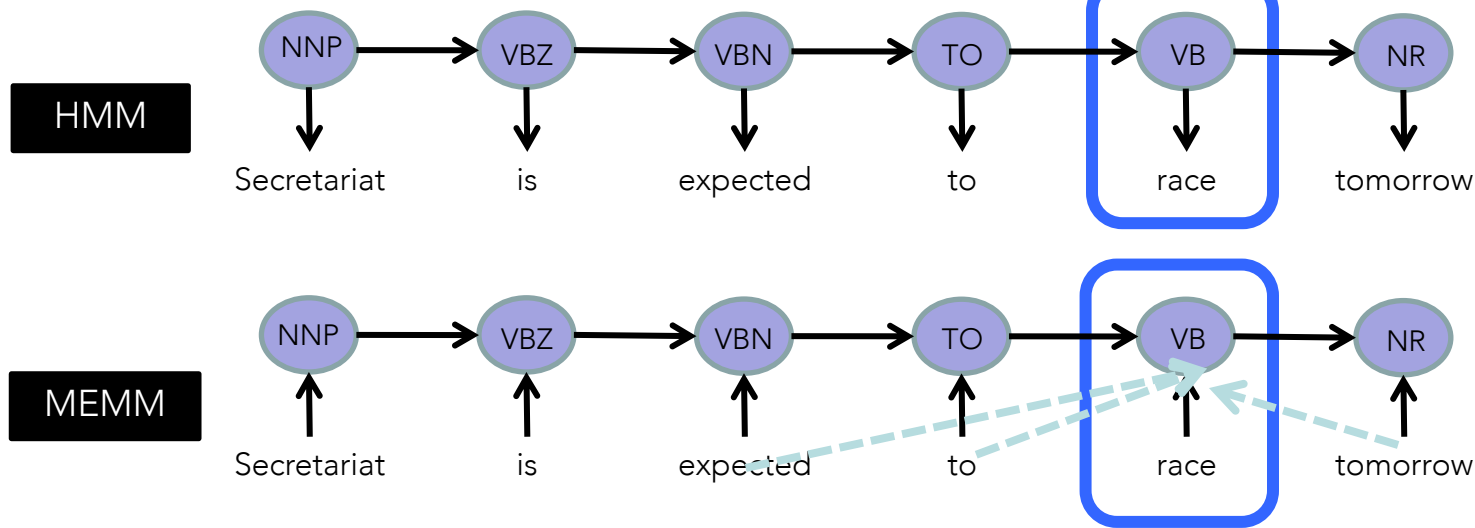 NNP VBZ VBN TO VB NR
HMM
Secretariat is expected to race tomorrow
NNP VBZ VBN TO VB NR
MEMM
Secretariat is expected to race tomorrow